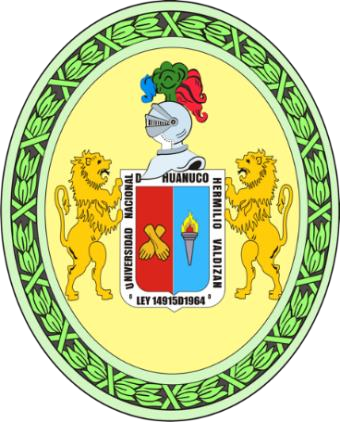 UNIVERSIDAD NACIONAL
D HUANUCO
HERMILIO VALDIZAN
LEY 14915D1964